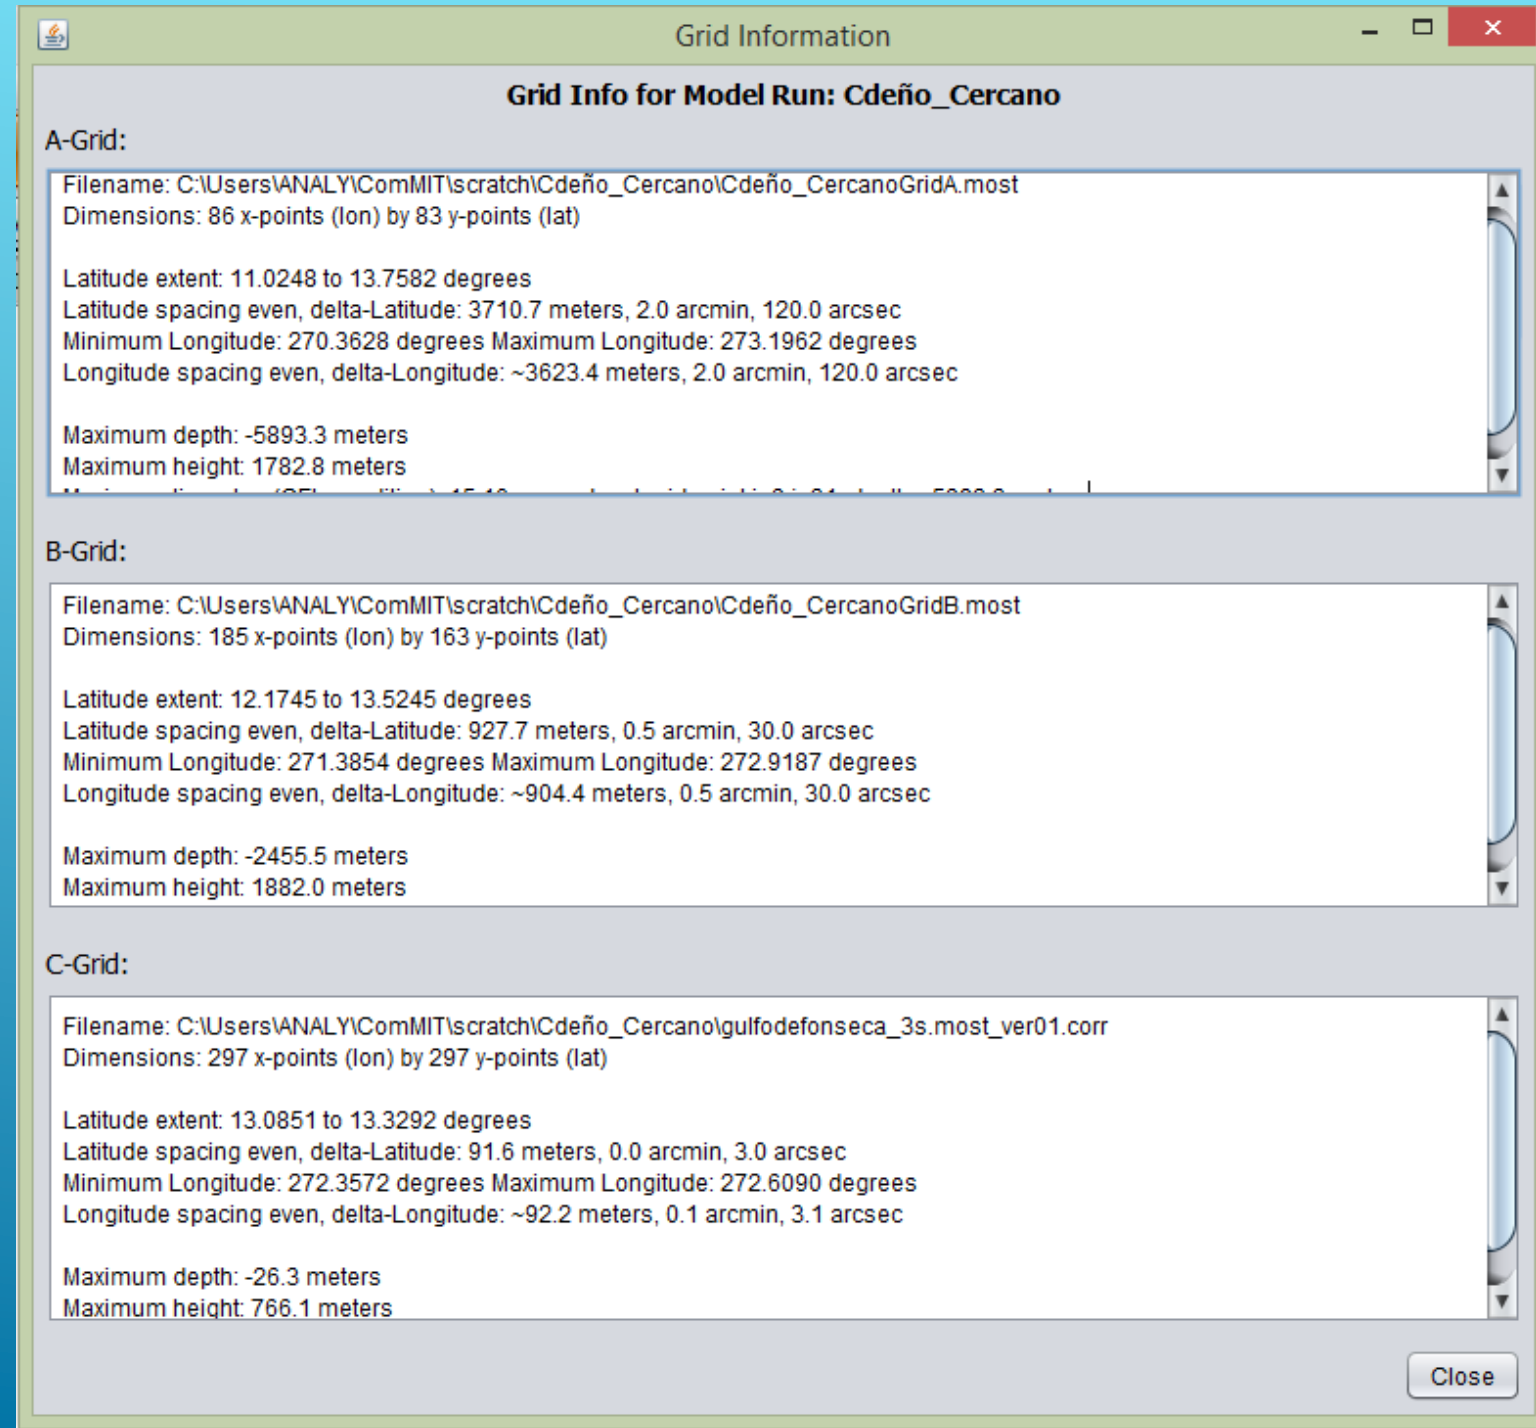 Grid Information
Grid Info for Model Run: Cdeño_Cercano
A-Grid:
Filename: C:\Users\ANALY\ComMIT\scratch\Cdeño_Cercano\Cdeño_CercanoGridA.most
Dimensions: 86 x-points (lon) by 83 y-points (lat)
Latitude extent: 11.0248 to 13.7582 degrees
Latitude spacing even, delta-Latitude: 3710.7 meters, 2.0 arcmin, 120.0 arcsec
Minimum Longitude: 270.3628 degrees Maximum Longitude: 273.1962 degrees
Longitude spacing even, delta-Longitude: ~3623.4 meters, 2.0 arcmin, 120.0 arcsec
Maximum depth: -5893.3 meters
Maximum height: 1782.8 meters
B-Grid:
Filename: C:\Users\ANALY\ComMIT\scratch\Cdeño_Cercano\Cdeño_CercanoGridB.most
Dimensions: 185 x-points (lon) by 163 y-points (lat)
Latitude extent: 12.1745 to 13.5245 degrees
Latitude spacing even, delta-Latitude: 927.7 meters, 0.5 arcmin, 30.0 arcsec
Minimum Longitude: 271.3854 degrees Maximum Longitude: 272.9187 degrees
Longitude spacing even, delta-Longitude: ~904.4 meters, 0.5 arcmin, 30.0 arcsec
Maximum depth: -2455.5 meters
Maximum height: 1882.0 meters
C-Grid:
Filename: C:\Users\ANALY\ComMIT\scratch\Cdeño_Cercano\gulfodefonseca_3s.most_ver01.corr
Dimensions: 297 x-points (lon) by 297 y-points (lat)
Latitude extent: 13.0851 to 13.3292 degrees
Latitude spacing even, delta-Latitude: 91.6 meters, 0.0 arcmin, 3.0 arcsec
Minimum Longitude: 272.3572 degrees Maximum Longitude: 272.6090 degrees
Longitude spacing even, delta-Longitude: ~92.2 meters, 0.1 arcmin, 3.1 arcsec
Maximum depth: -26.3 meters
Maximum height: 766.1 meters
Close